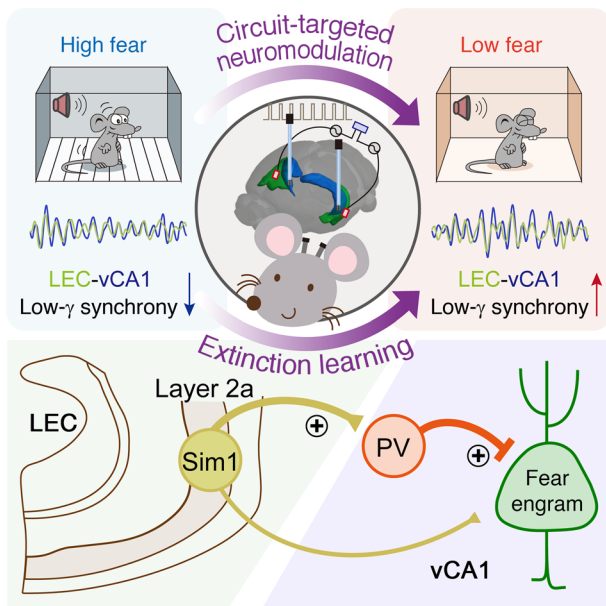 Circuit-targeted
neuromodulation
High fear
Low fear
LEC-vCA1
Low-γ synchrony
LEC-vCA1
Low-γ synchrony
Extinction learning
Layer 2a
LEC
Sim1
PV
Fear
engram
vCA1